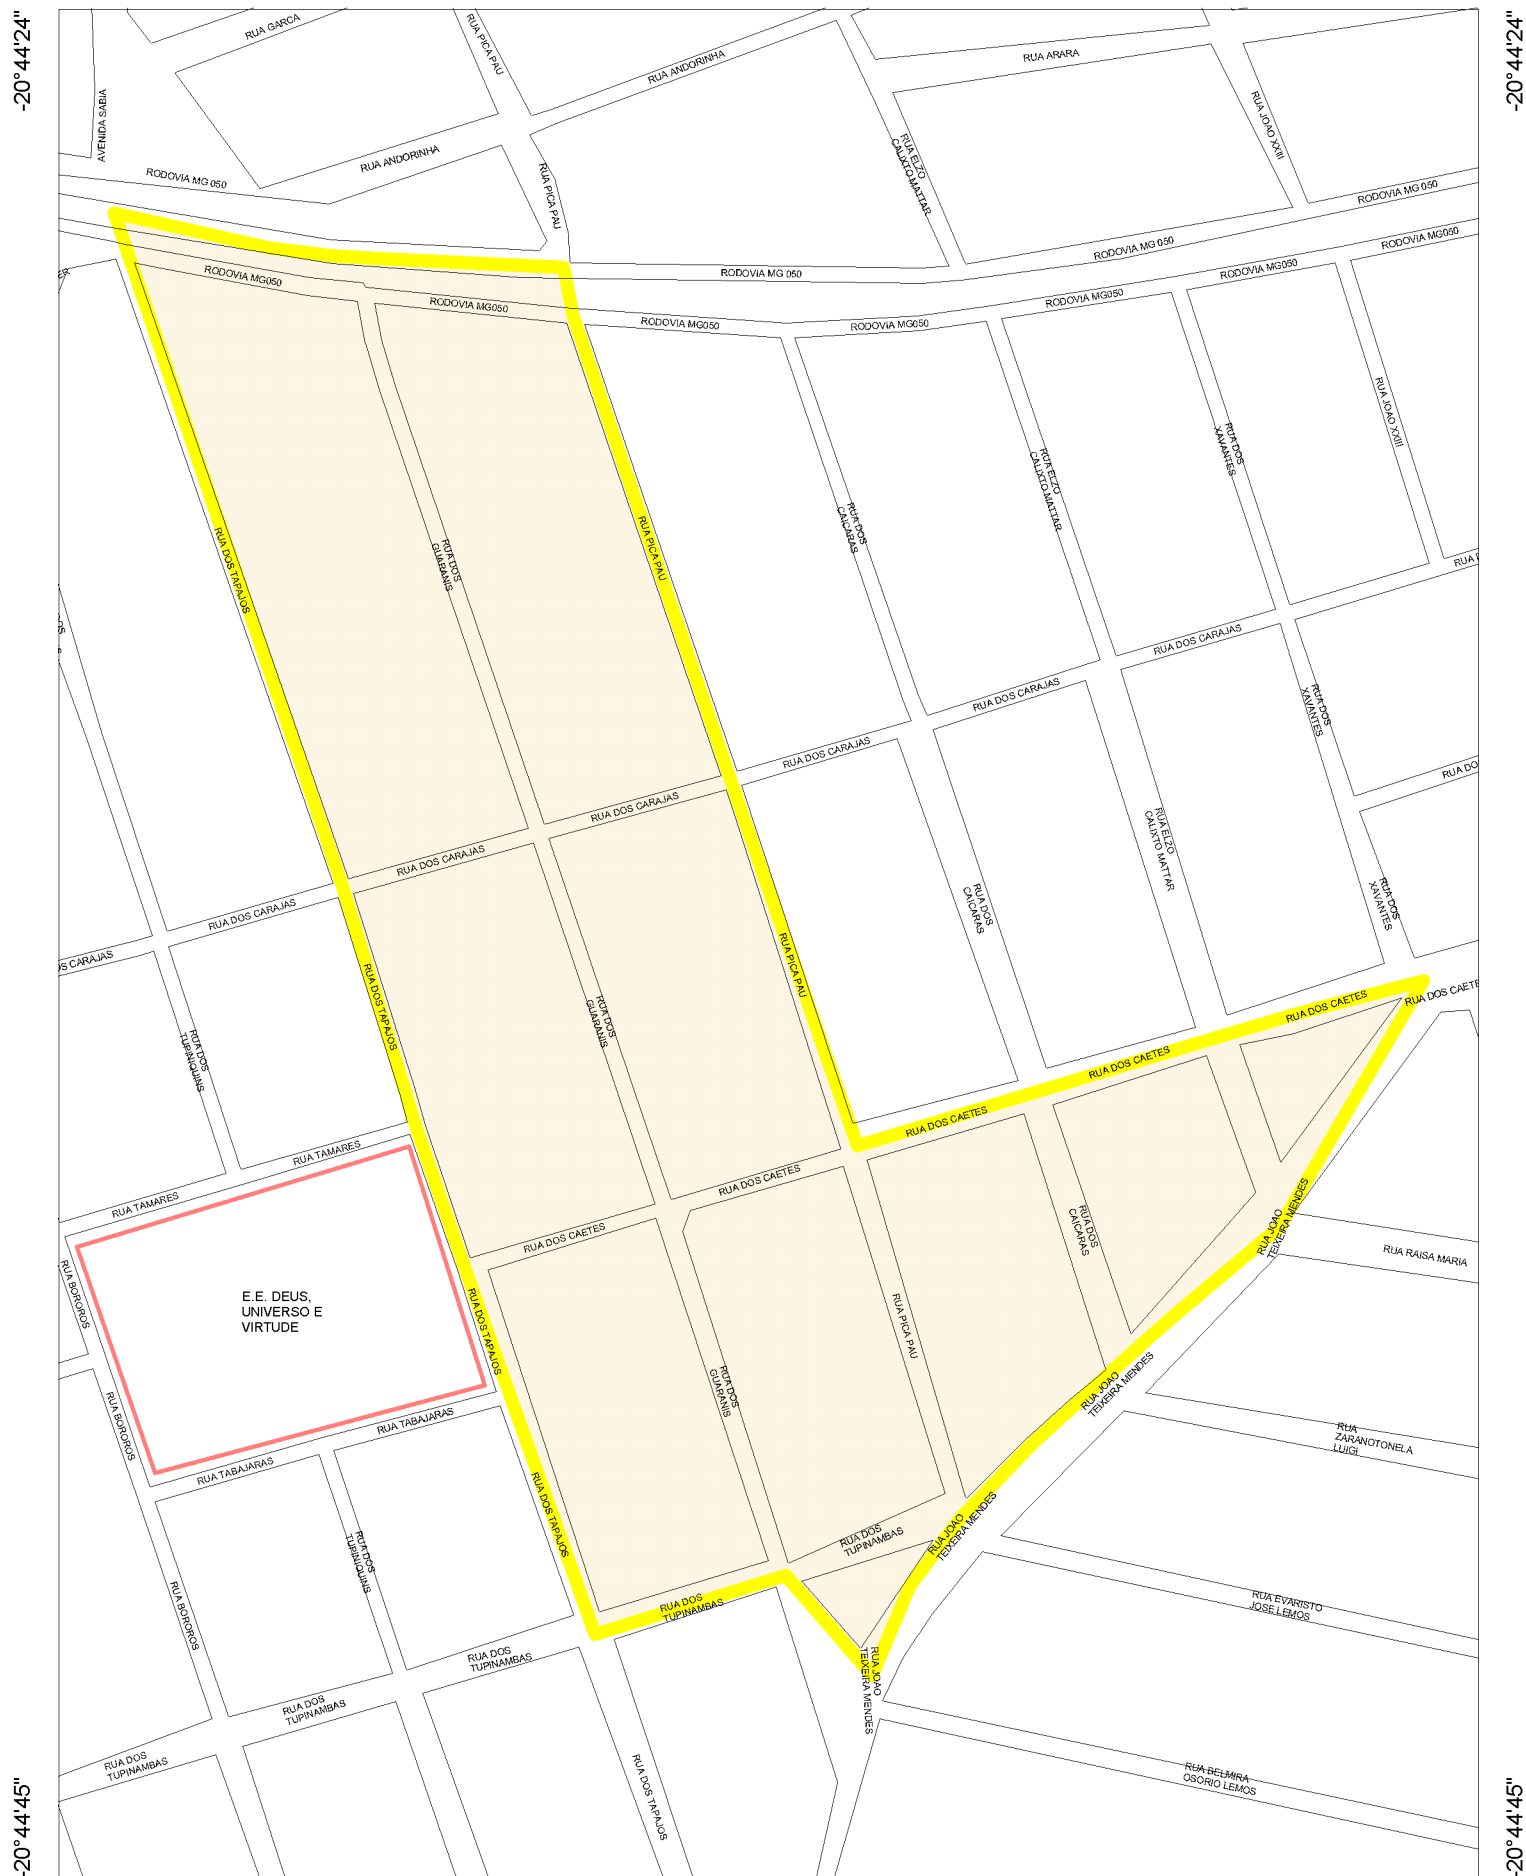 -20°44'24"
-20°44'24"
RUA GARCA
RUA PICA PAU
RUA ANDORINHA
RUA ARARA
AVENIDA SABIA
RUA JOAO XXIII
RUA ANDORINHA
RUA ELZO
CALIXTO MATTAR
RODOVIA MG 050
RUA PICA PAU
RODOVIA MG 050
RODOVIA MG 050
RODOVIA MG050
RODOVIA MG 050
RODOVIA MG050
RODOVIA MG050
RODOVIA MG050
RODOVIA MG050
RODOVIA MG050
RODOVIA MG050
RUA JOAO XXIII
RUA DOS
XAVANTES
RUA ELZO
CALIXTO MATTAR
RUA DOS
CAICARAS
RUA PICA PAU
RUA DOS
GUARANIS
RUA DOS TAPAJOS
RUA
RUA DOS CARAJAS
RUA DOS CARAJAS
RUA DOS
XAVANTES
RUA DOS CARAJAS
RUA DO
RUA DOS CARAJAS
RUA DOS CARAJAS
RUA ELZO
CALIXTO MATTAR
RUA DOS
CAICARAS
RUA DOS
XAVANTES
RUA DOS CARAJAS
OS CARAJAS
RUA PICA PAU
RUA DOS TAPAJOS
RUA DOS
GUARANIS
RUA DOS CAETES
RUA DOS CAETE
RUA DOS
TUPINIQUINS
RUA DOS CAETES
RUA DOS CAETES
RUA TAMARES
RUA DOS CAETES
RUA TAMARES
RUA DOS CAETES
RUA DOS
CAICARAS
RUA JOAO
TEIXEIRA MENDES
RUA RAISA MARIA
RUA BOROROS
E.E. DEUS,
UNIVERSO E
VIRTUDE
RUA DOS TAPAJOS
RUA PICA PAU
RUA DOS
GUARANIS
RUA JOAO
TEIXEIRA MENDES
RUA BOROROS
RUA TABAJARAS
RUA
ZARANOTONELA
LUIGI
RUA TABAJARAS
RUA DOS TAPAJOS
RUA DOS
TUPINAMBAS
RUA JOAO
TEIXEIRA MENDES
RUA DOS
TUPINIQUINS
RUA BOROROS
RUA DOS
TUPINAMBAS
RUA EVARISTO
JOSE LEMOS
RUA DOS
TUPINAMBAS
RUA JOAO
TEIXEIRA MENDES
RUA DOS
TUPINAMBAS
RUA DOS
TUPINAMBAS
RUA DOS TAPAJOS
RUA BELMIRA
OSORIO LEMOS
-20°44'45"
-20°44'45"